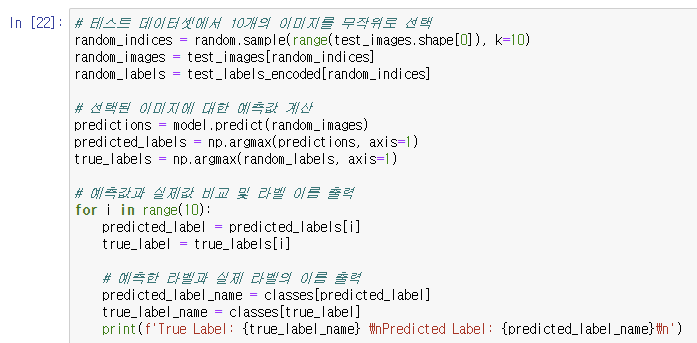 In [22]: # 테스트 데이터셋에서 10개의 이미지를 무작위로 선택
random_indices = random.sample(range(test_images.shape[0]), k=10)
random_images = test_images[random_indices]
random_labels = test_labels_encoded[random_indices]

# 선택된 이미지에 대한 예측값 계산
predictions = model.predict(random_images)
predicted_labels = np.argmax(predictions, axis=1)
true_labels = np.argmax(random_labels, axis=1)

# 예측값과 실제값 비교 및 라벨 이름 출력
for i in range(10):
    predicted_label = predicted_labels[i]
    true_label = true_labels[i]

    # 예측한 라벨과 실제 라벨의 이름 출력
    predicted_label_name = classes[predicted_label]
    true_label_name = classes[true_label]
    print(f'True Label: {true_label_name} ₩nPredicted Label: {predicted_label_name}₩n')